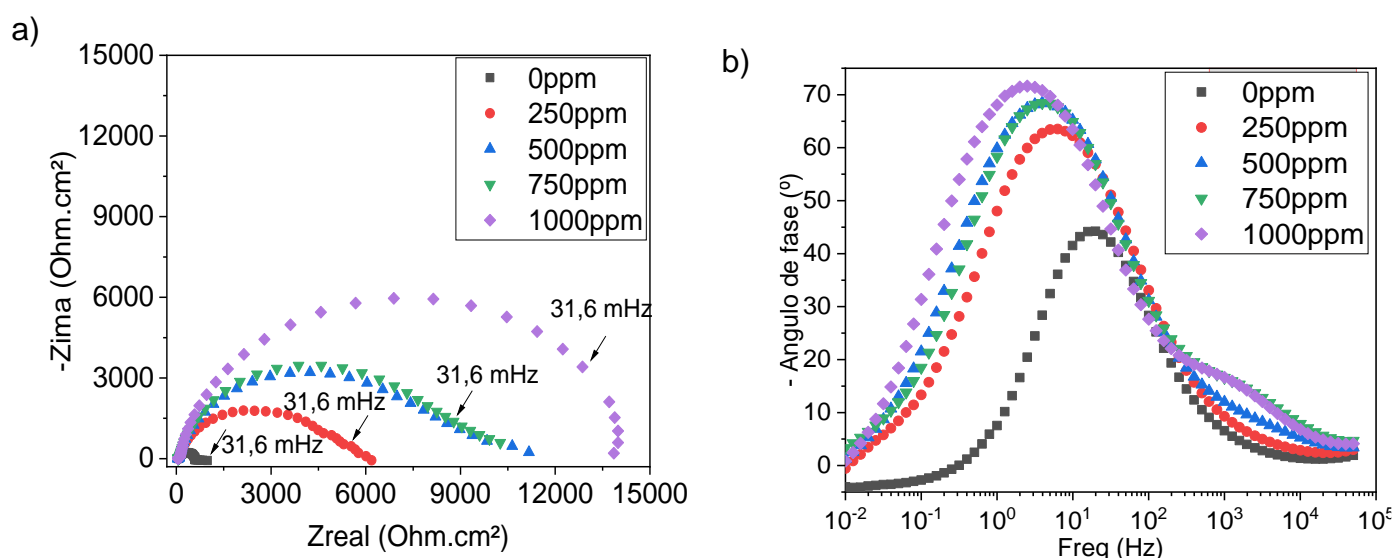 a)
15000
12000
9000
6000
3000
0
-Zima (Ohm.cm²)
0ppm
250ppm
500ppm
750ppm
1000ppm
31,6 mHz
31,6 mHz
31,6 mHz
31,6 mHz
0 3000 6000 9000 12000 15000
Zreal (Ohm.cm²)
b)
70
60
50
40
30
20
10
0
- Angulo de fase (º)
0ppm
250ppm
500ppm
750ppm
1000ppm
10⁻² 10⁻¹ 10⁰ 10¹ 10² 10³ 10⁴ 10⁵
Freq (Hz)